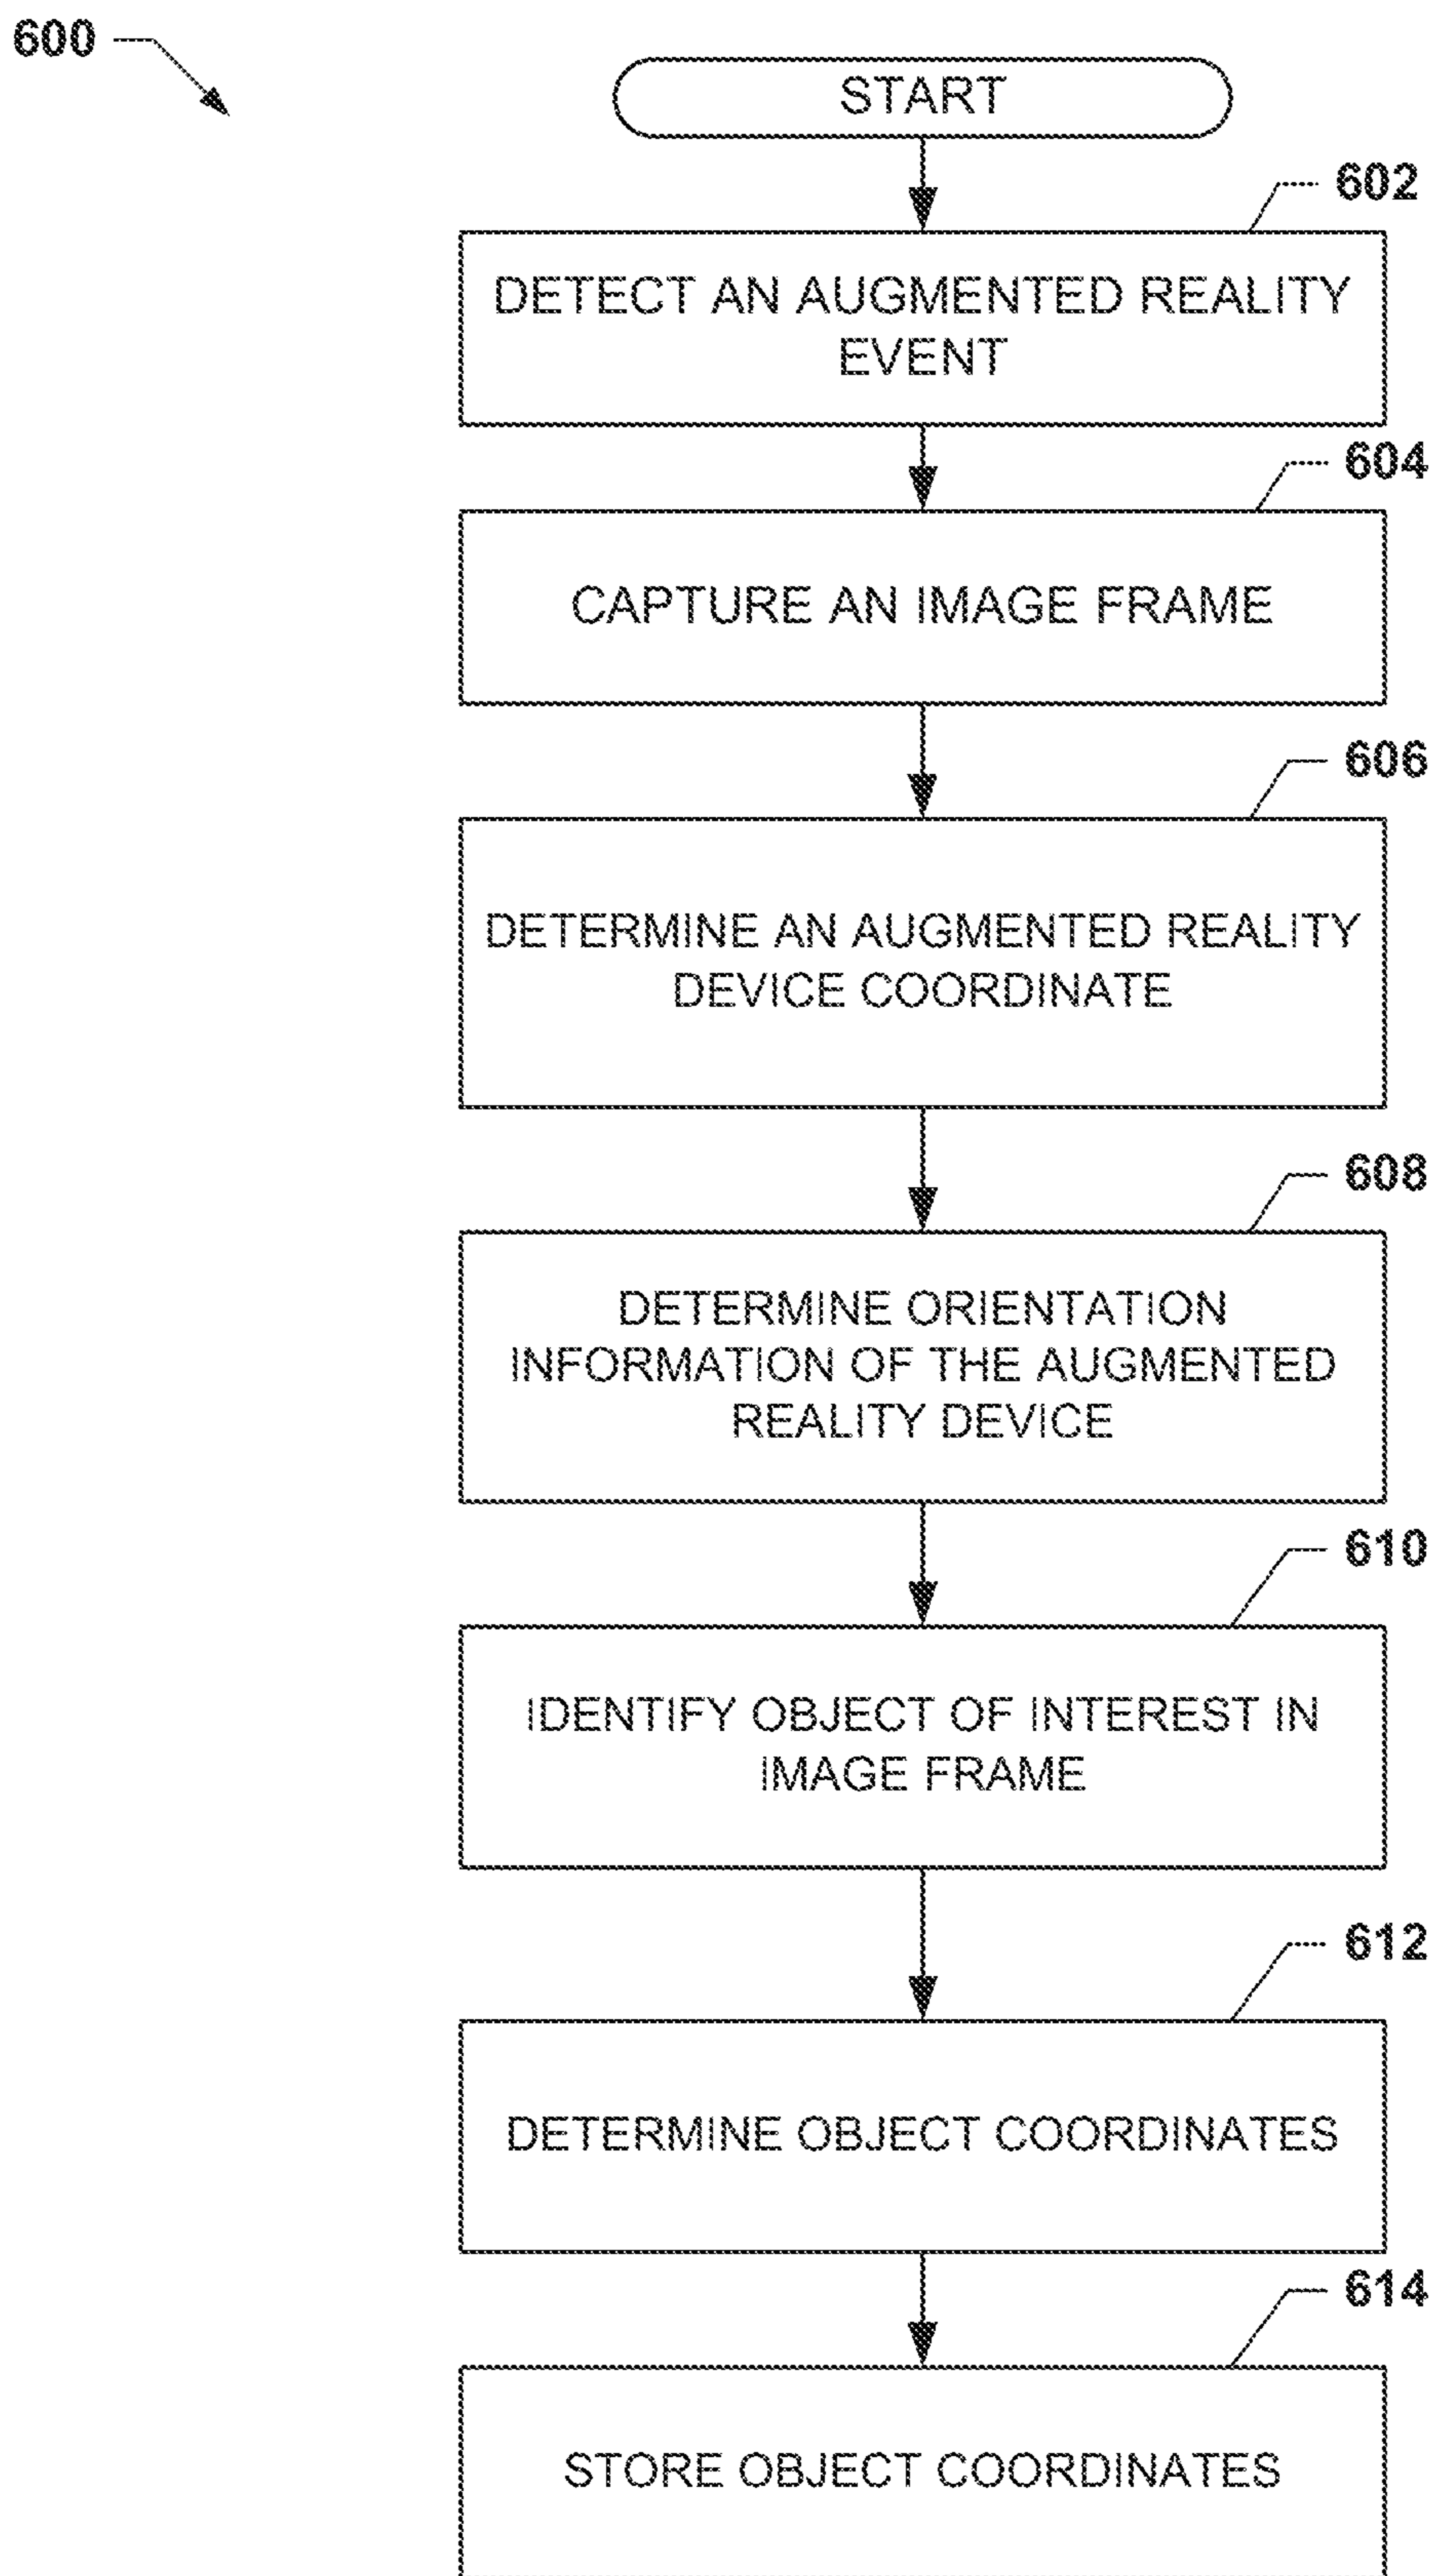 600
START
602
DETECT AN AUGMENTED REALITY
EVENT
604
CAPTURE AN IMAGE FRAME
606
DETERMINE AN AUGMENTED REALITY
DEVICE COORDINATE
608
DETERMINE ORIENTATION
INFORMATION OF THE AUGMENTED
REALITY DEVICE
610
IDENTIFY OBJECT OF INTEREST IN
IMAGE FRAME
612
DETERMINE OBJECT COORDINATES
614
STORE OBJECT COORDINATES